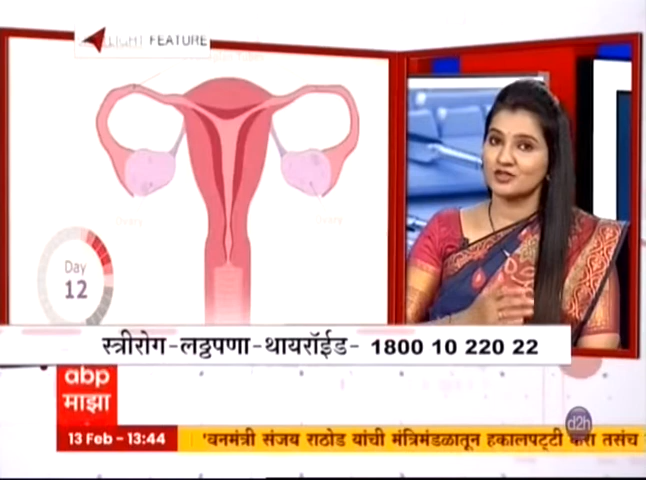 FEATURE
Day
12
स्त्रीरोग-लठ्ठपणा-थायरॉईड- 1800 10 220 22
abp
माझा
d2h
13 Feb - 13:44
'वनमंत्री संजय राठोड यांची मंत्रिमंडळातून हकालपट्टी करा तसंच